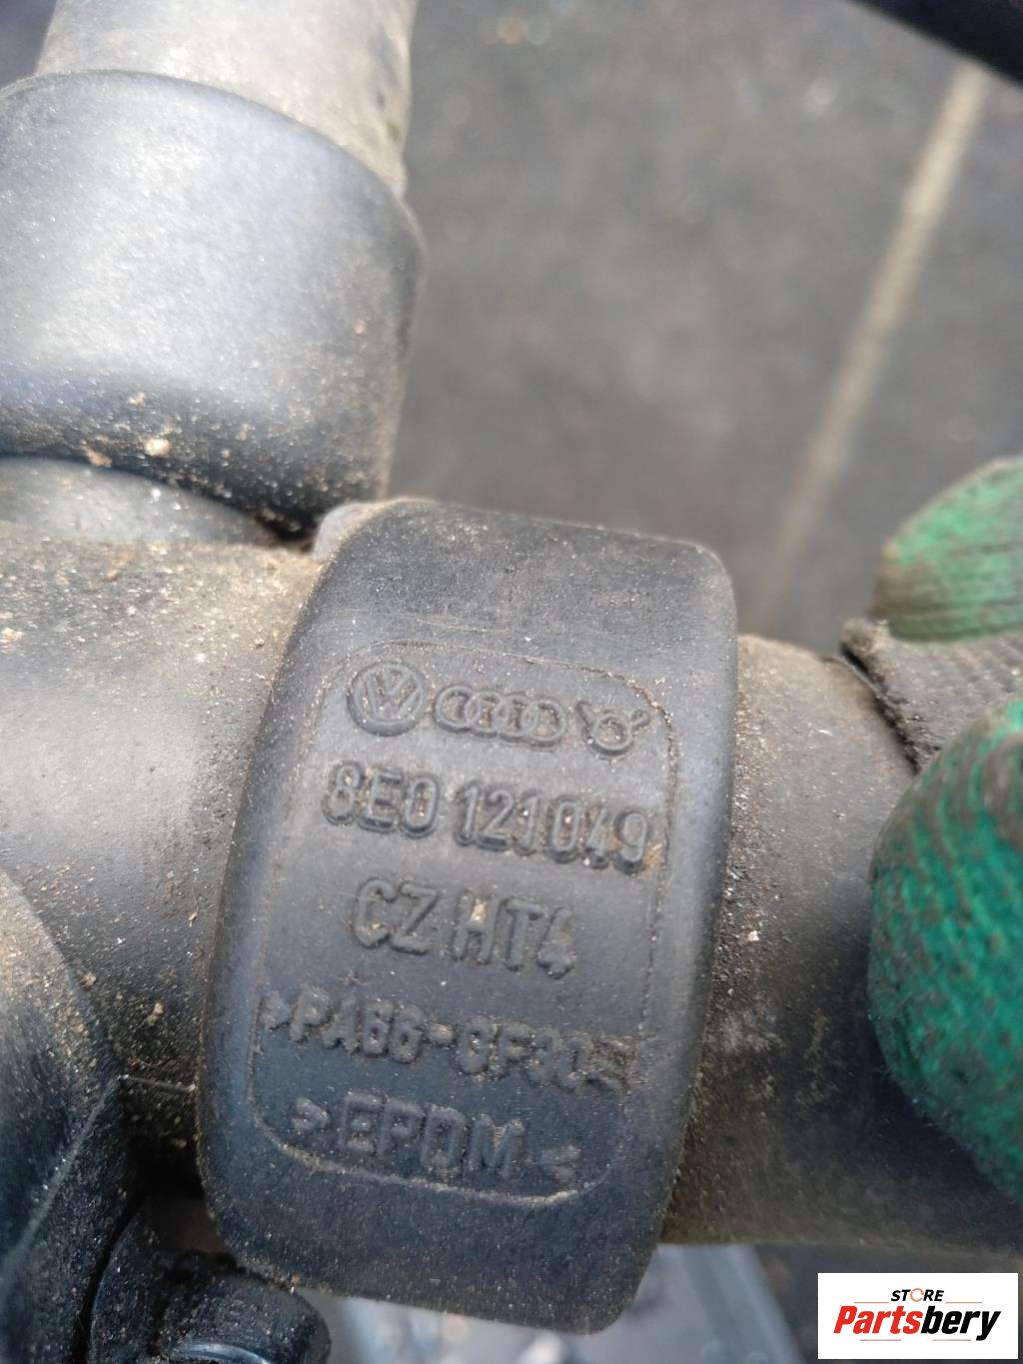 8E0 121049
CZ HT4
>PA66-GF30<
>EPDM<
STORE
Partsbery